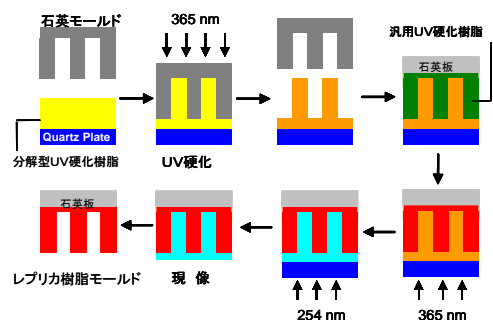 石英モールド
365 nm
汎用UV硬化樹脂
石英板
Quartz Plate
分解型UV硬化樹脂
UV硬化
石英板
レプリカ樹脂モールド
現 像
254 nm
365 nm